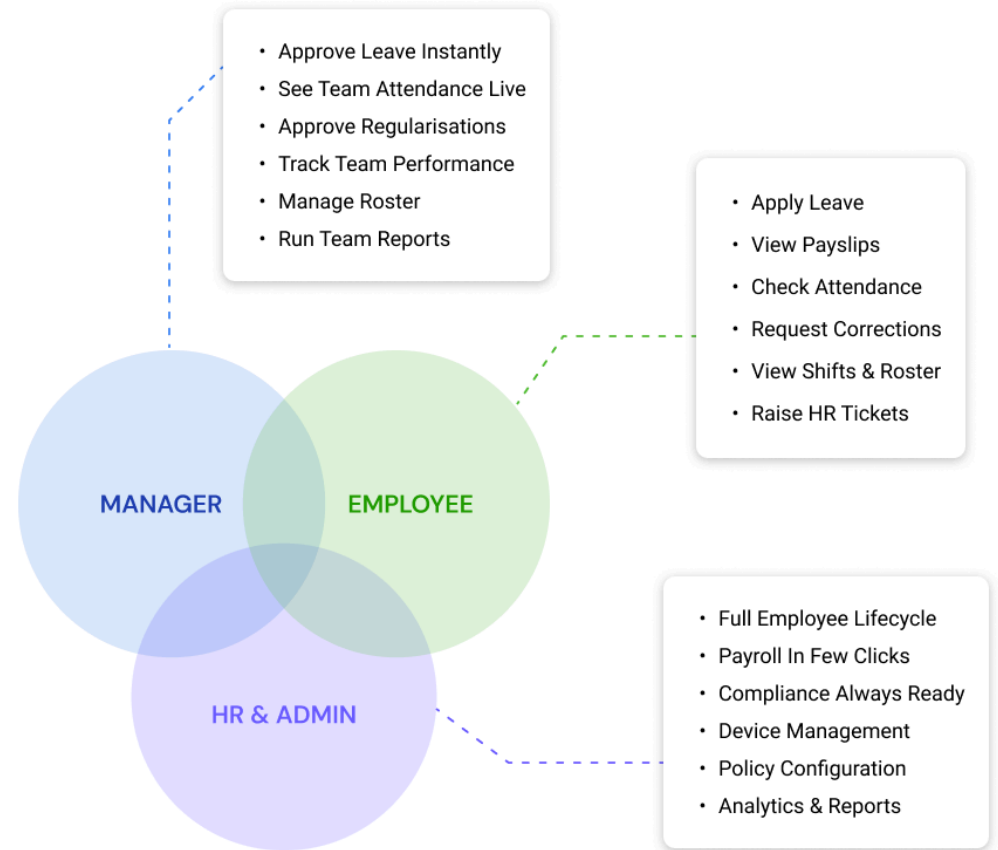 • Approve Leave Instantly
• See Team Attendance Live
• Approve Regularisations
• Track Team Performance
• Manage Roster
• Run Team Reports
• Apply Leave
• View Payslips
• Check Attendance
• Request Corrections
• View Shifts & Roster
• Raise HR Tickets
MANAGER
EMPLOYEE
HR & ADMIN
• Full Employee Lifecycle
• Payroll In Few Clicks
• Compliance Always Ready
• Device Management
• Policy Configuration
• Analytics & Reports